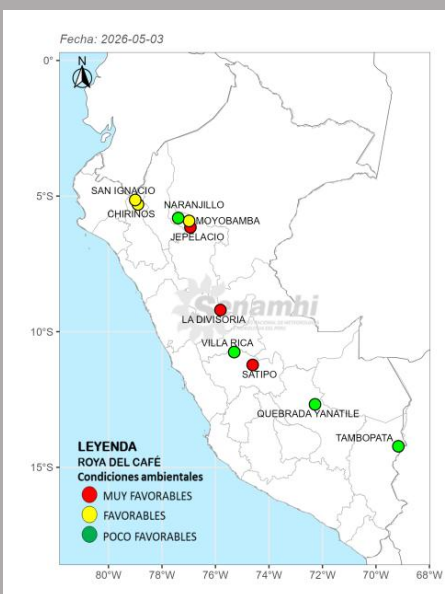 Fecha: 2026-05-03
N
0°
5°S
10°S
15°S
SAN IGNACIO
CHIRINOS
NARANJILLO
MOYOBAMBA
JEPELACIO
Senamhi
LA DIVISORIA
VILLA RICA
SATIPO
QUEBRADA YANATILE
TAMBOPATA
LEYENDA
ROYA DEL CAFÉ
Condiciones ambientales
MUY FAVORABLES
FAVORABLES
POCO FAVORABLES
80°W 78°W 76°W 74°W 72°W 70°W 68°W